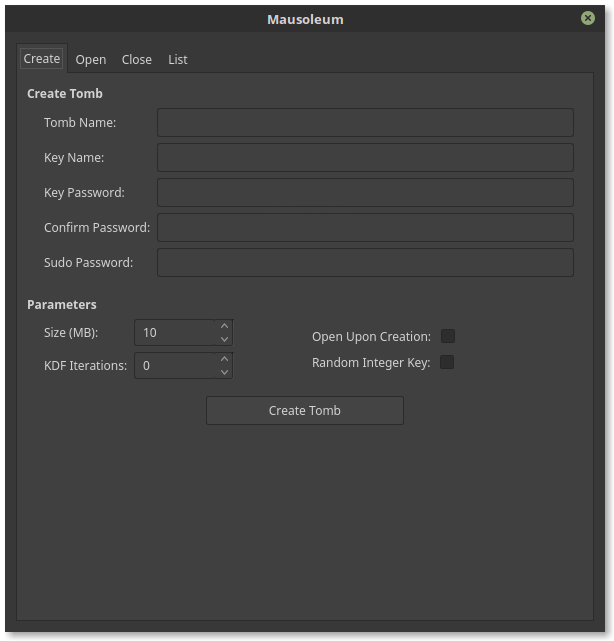 Mausoleum
Create Open Close List
Create Tomb
Tomb Name:
Key Name:
Key Password:
Confirm Password:
Sudo Password:
Parameters
Size (MB): 10 Open Upon Creation:
KDF Iterations: 0 Random Integer Key:
Create Tomb